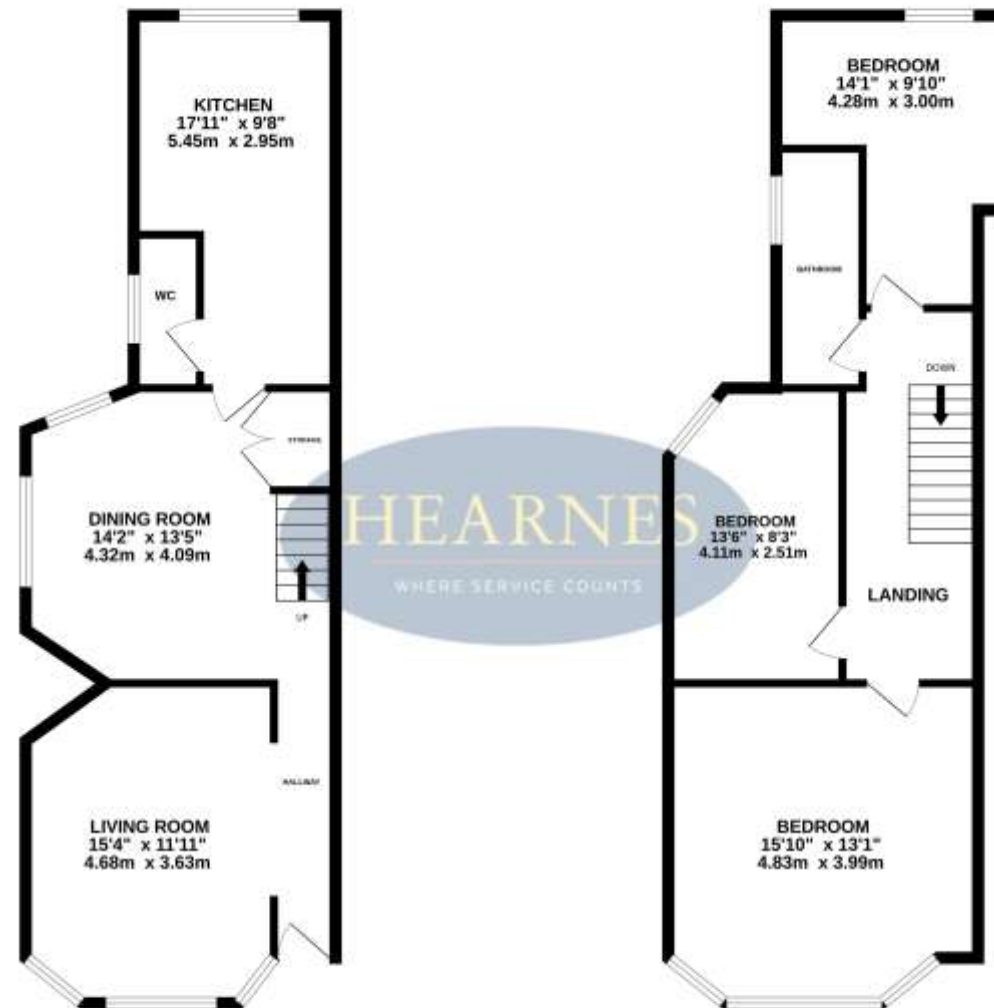 KITCHEN
17'11" x 9'8"
5.45m x 2.95m
WC
STORAGE
DINING ROOM
14'2" x 13'5"
4.32m x 4.09m
UP
HALLWAY
LIVING ROOM
15'4" x 11'11"
4.68m x 3.63m
HEARNES
WHERE SERVICE COUNTS
BEDROOM
14'1" x 9'10"
4.28m x 3.00m
BATHROOM
DOWN
BEDROOM
13'6" x 8'3"
4.11m x 2.51m
LANDING
BEDROOM
15'10" x 13'1"
4.83m x 3.99m